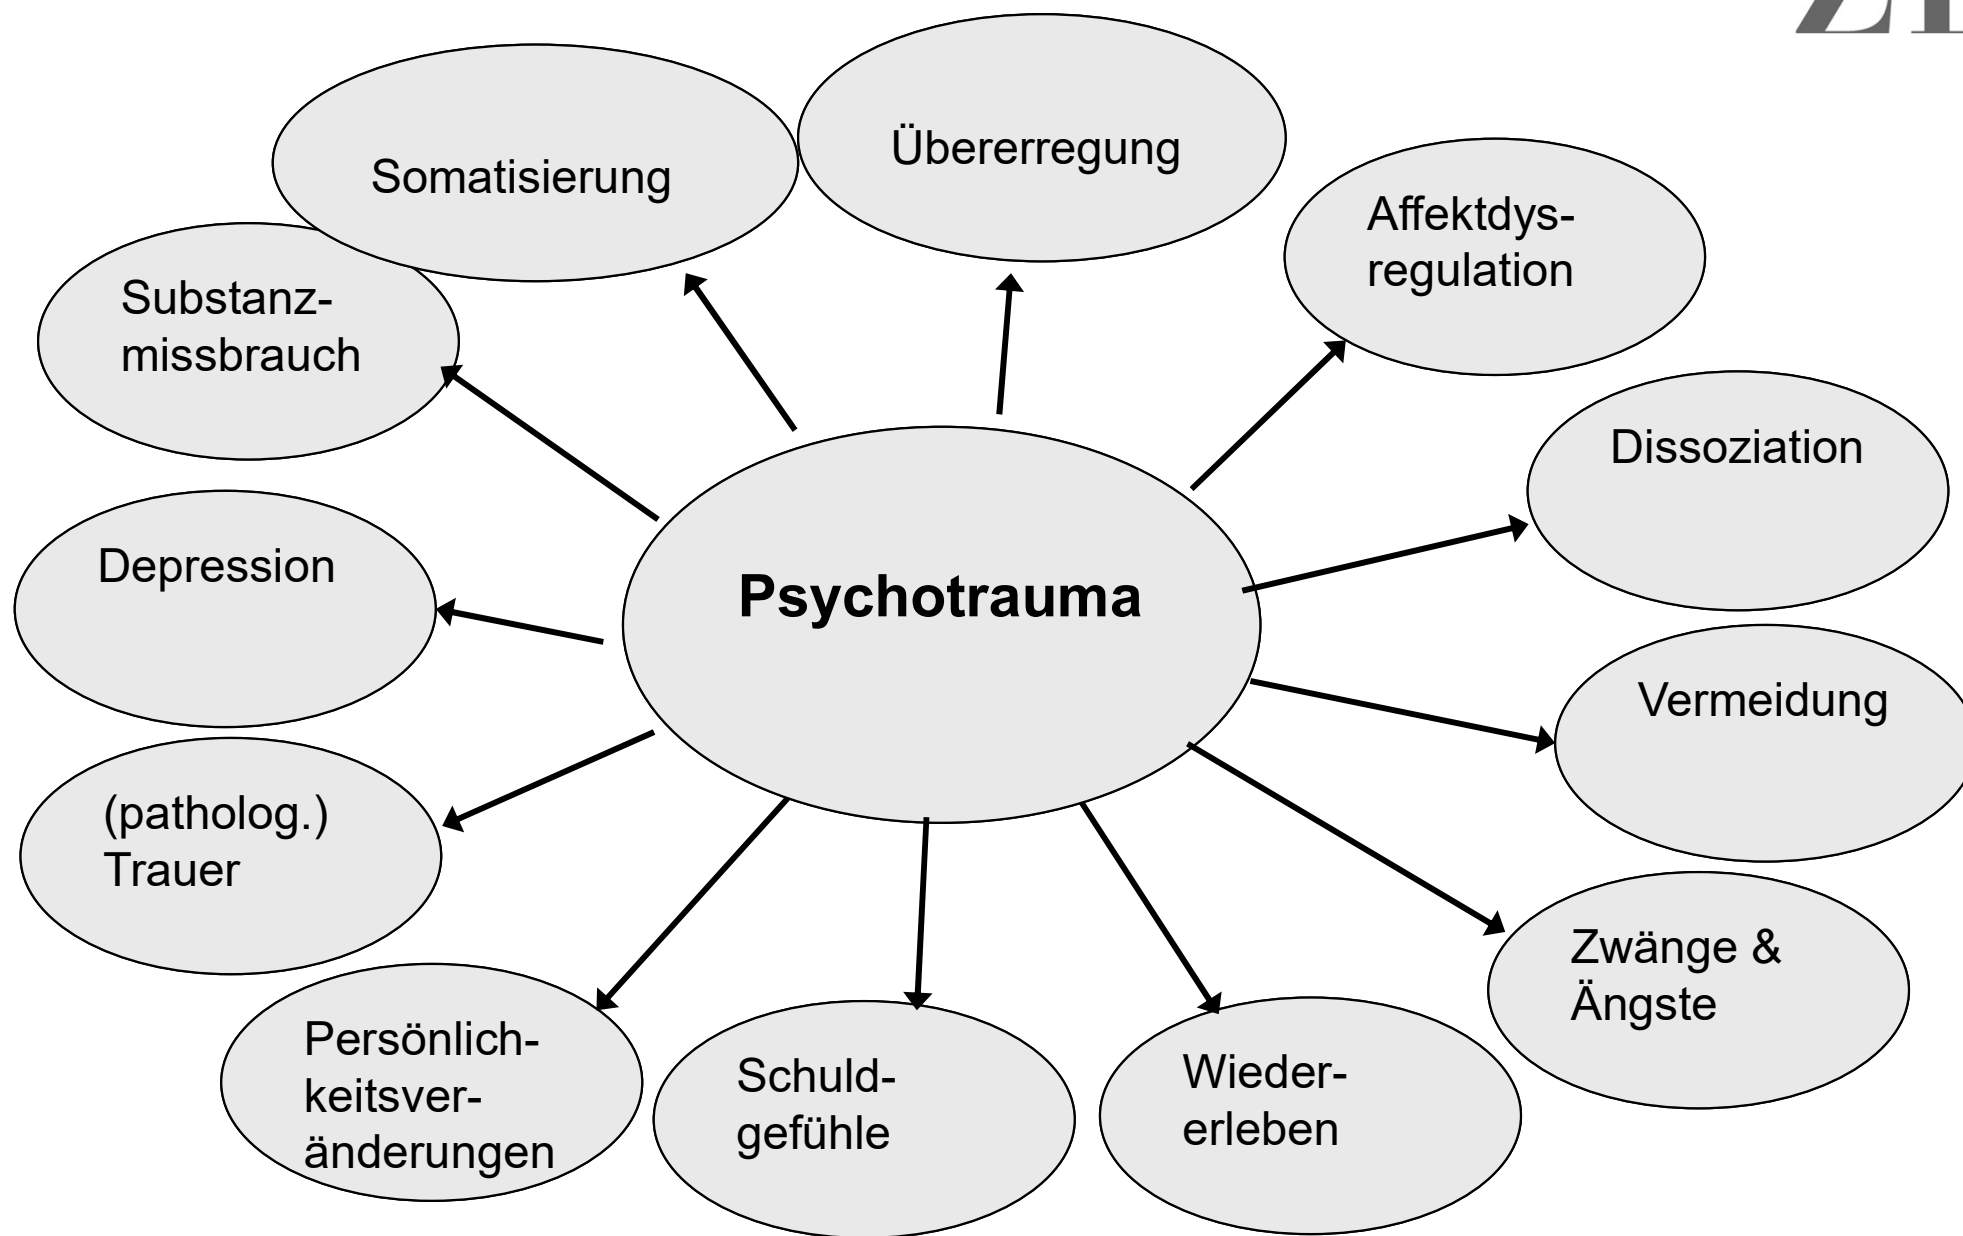 Übererregung
Somatisierung
Affektdys-
regulation
Substanz-
missbrauch
Dissoziation
Depression
Psychotrauma
Vermeidung
(patholog.)
Trauer
Zwänge &
Ängste
Persönlich-
keitsver-
änderungen
Schuld-
gefühle
Wieder-
erleben